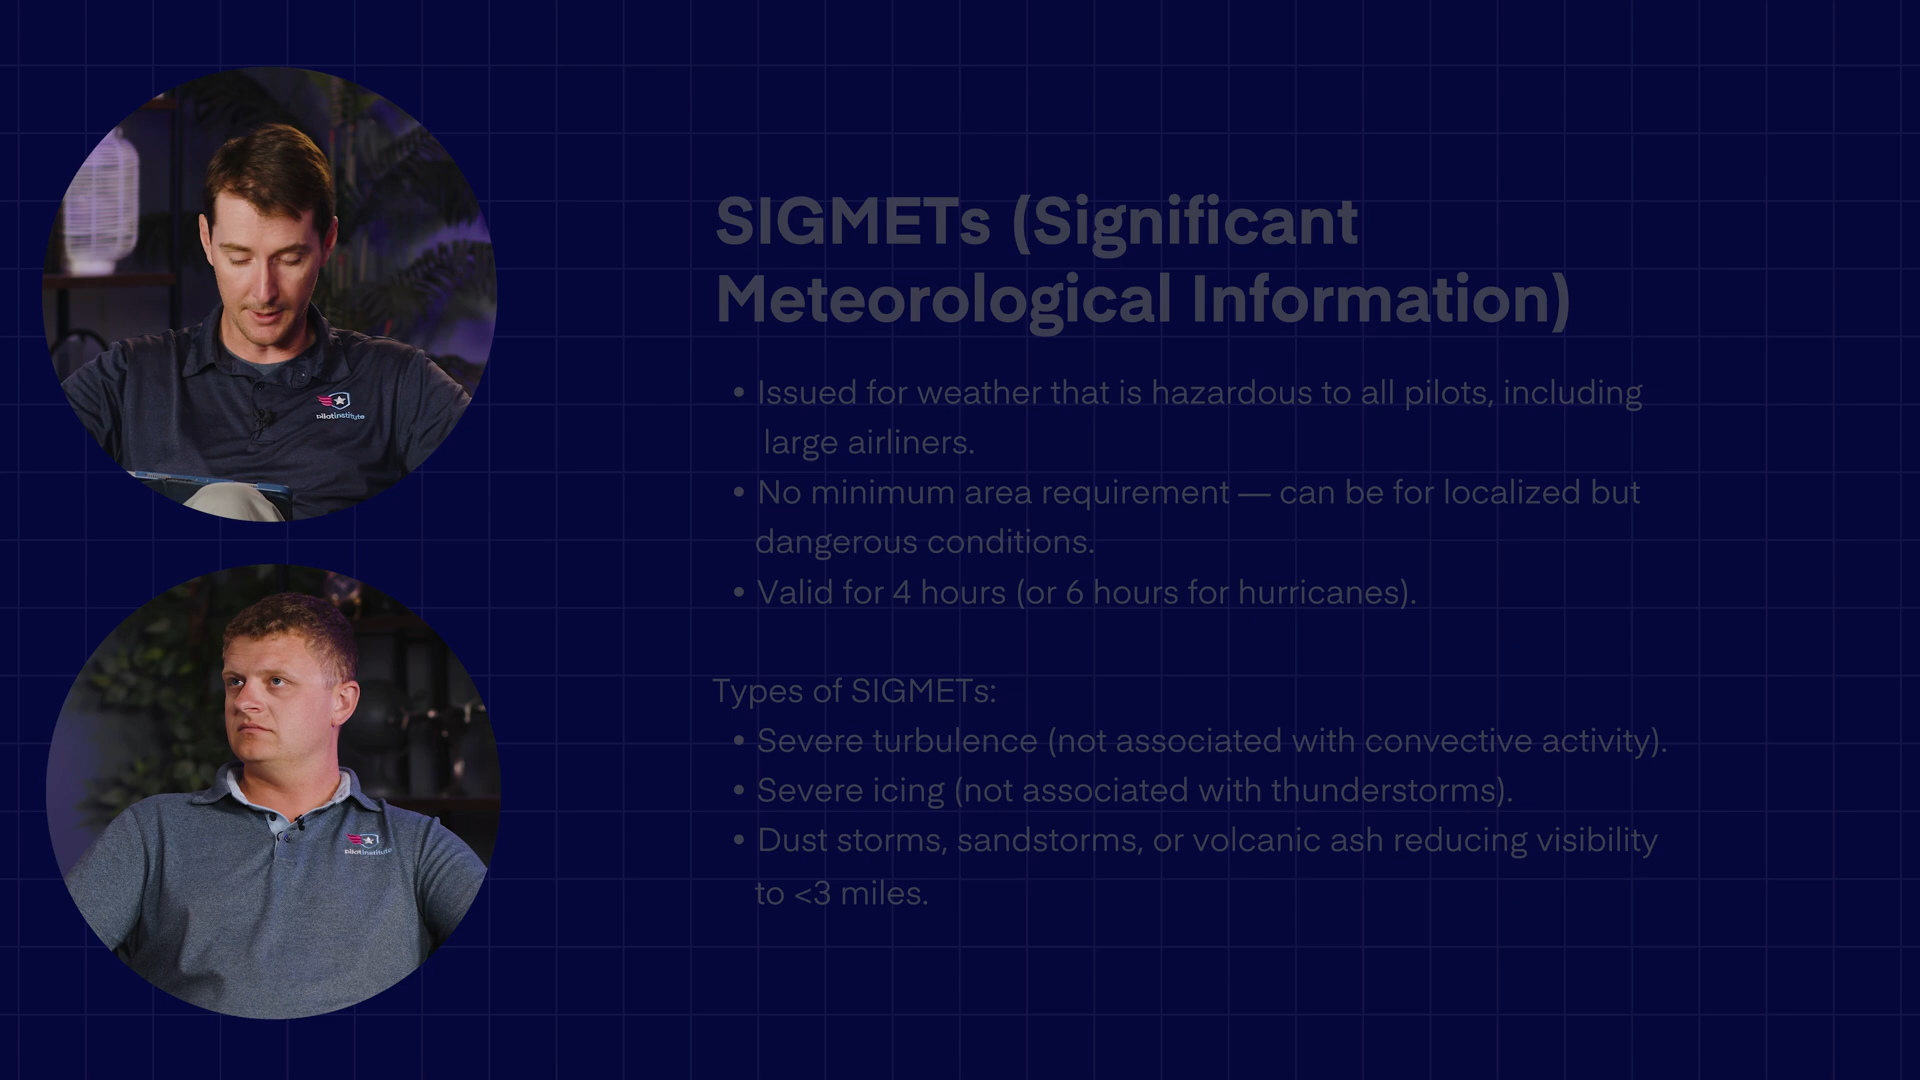 SIGMETs (Significant
Meteorological Information)
• Issued for weather that is hazardous to all pilots, including
large airliners.
• No minimum area requirement — can be for localized but
dangerous conditions.
• Valid for 4 hours (or 6 hours for hurricanes).
Types of SIGMETs:
• Severe turbulence (not associated with convective activity).
• Severe icing (not associated with thunderstorms).
• Dust storms, sandstorms, or volcanic ash reducing visibility
to <3 miles.
pilotinstitute
pilotinstitute